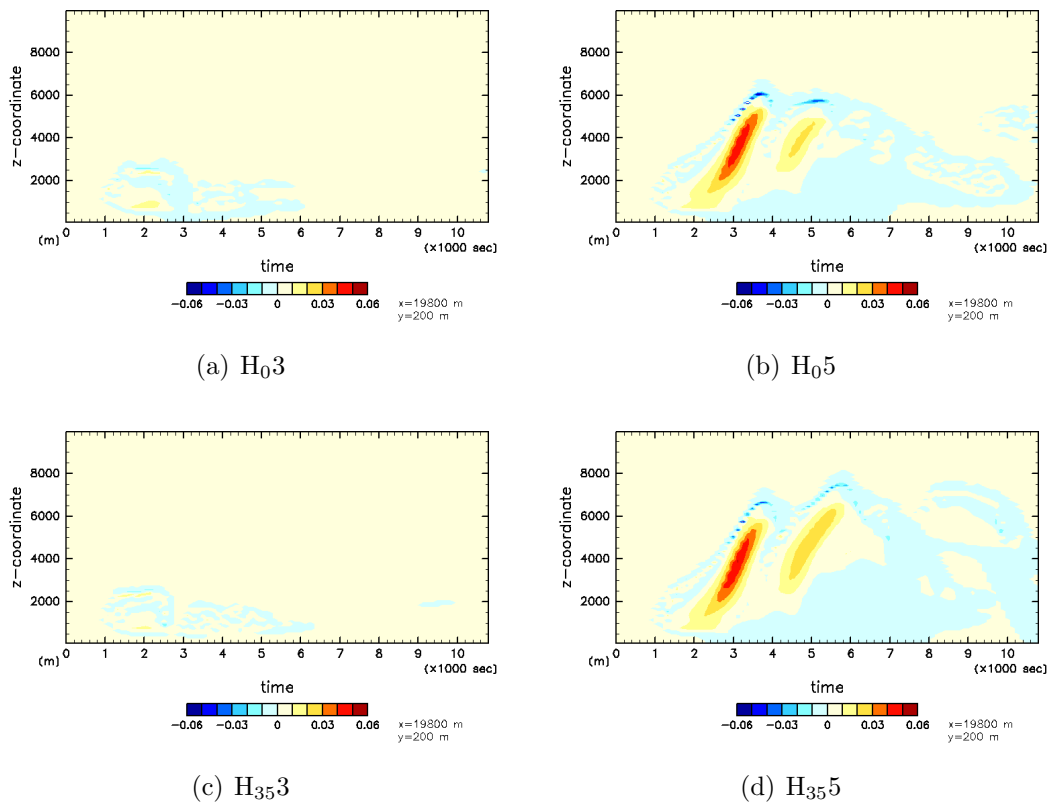 8000
6000
4000
2000
z-coordinate
(m)
0 1 2 3 4 5 6 7 8 9 10
(×1000 sec)
time
-0.06 -0.03 0 0.03 0.06
x=19800 m
y=200 m
(a) H₀3
8000
6000
4000
2000
z-coordinate
(m)
0 1 2 3 4 5 6 7 8 9 10
(×1000 sec)
time
-0.06 -0.03 0 0.03 0.06
x=19800 m
y=200 m
(b) H₀5
8000
6000
4000
2000
z-coordinate
(m)
0 1 2 3 4 5 6 7 8 9 10
(×1000 sec)
time
-0.06 -0.03 0 0.03 0.06
x=19800 m
y=200 m
(c) H₃₅3
8000
6000
4000
2000
z-coordinate
(m)
0 1 2 3 4 5 6 7 8 9 10
(×1000 sec)
time
-0.06 -0.03 0 0.03 0.06
x=19800 m
y=200 m
(d) H₃₅5